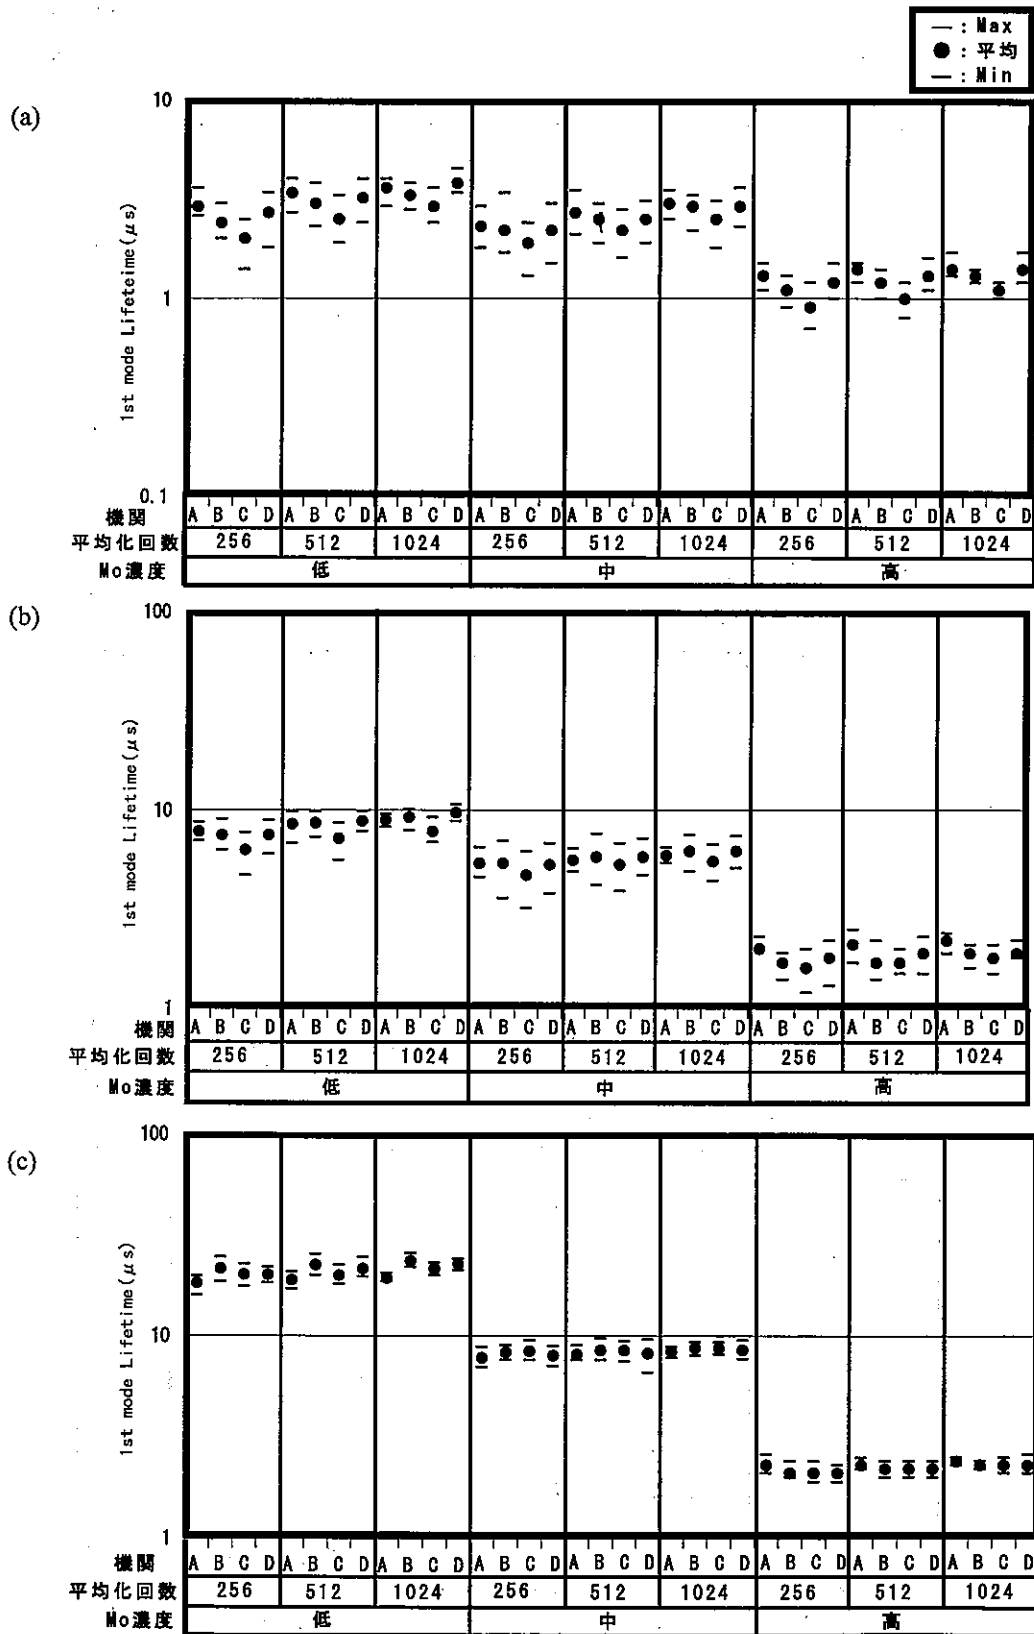 — : Max
● : 平均
— : Min
(a)
10
1
0.1
1st mode Lifeteime(μs)
機関 A B C D A B C D A B C D A B C D A B C D A B C D A B C D A B C D A B C D
平均化回数 256 512 1024 256 512 1024 256 512 1024
Mo濃度 低 中 高
(b)
100
10
1
1st mode Lifetime(μs)
機関 A B C D A B C D A B C D A B C D A B C D A B C D A B C D A B C D A B C D
平均化回数 256 512 1024 256 512 1024 256 512 1024
Mo濃度 低 中 高
(c)
100
10
1
1st mode Lifetime(μs)
機関 A B C D A B C D A B C D A B C D A B C D A B C D A B C D A B C D A B C D
平均化回数 256 512 1024 256 512 1024 256 512 1024
Mo濃度 低 中 高